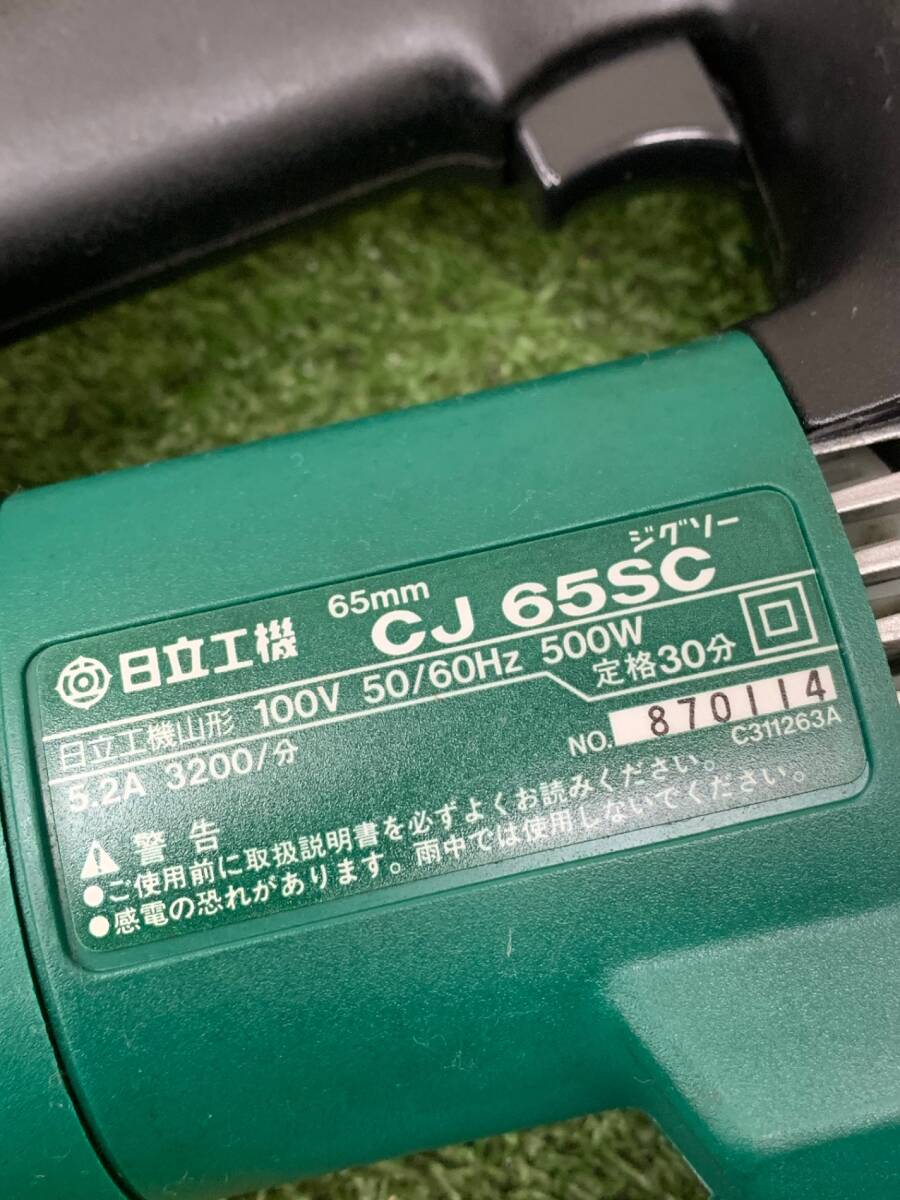 ジグソー
日立工機 65mm CJ 65SC
日立工機山形 100V 50/60Hz 500W
5.2A 3200/分 定格30分
NO. 870114
C311263A
警告
●ご使用前に取扱説明書を必ずよくお読みください。
●感電の恐れがあります。雨中では使用しないでください。